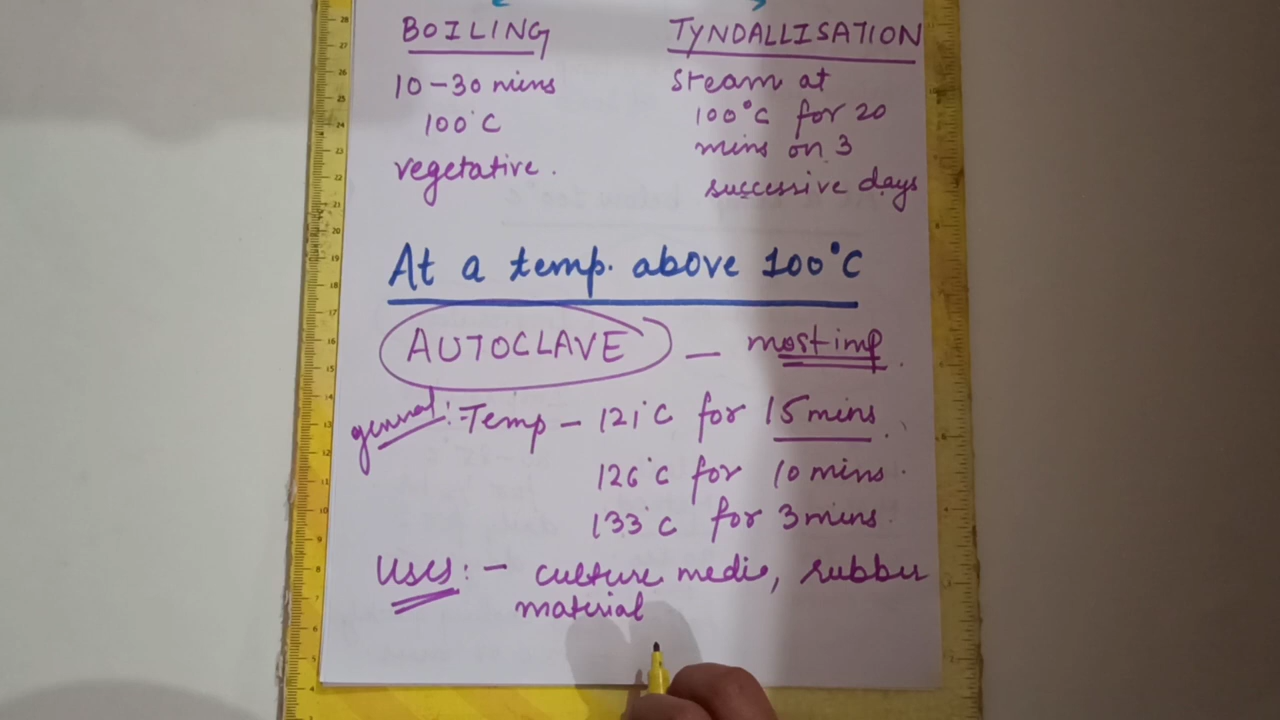 BOILING
10-30 mins
100°C
vegetative.
TYNDALLISATION
steam at
100°C for 20
mins on 3
successive days
At a temp. above 100°C
AUTOCLAVE — most imp.
general:- Temp - 121°C for 15 mins.
126°C for 10 mins.
133°C for 3 mins.
Uses:- culture media, rubber
material